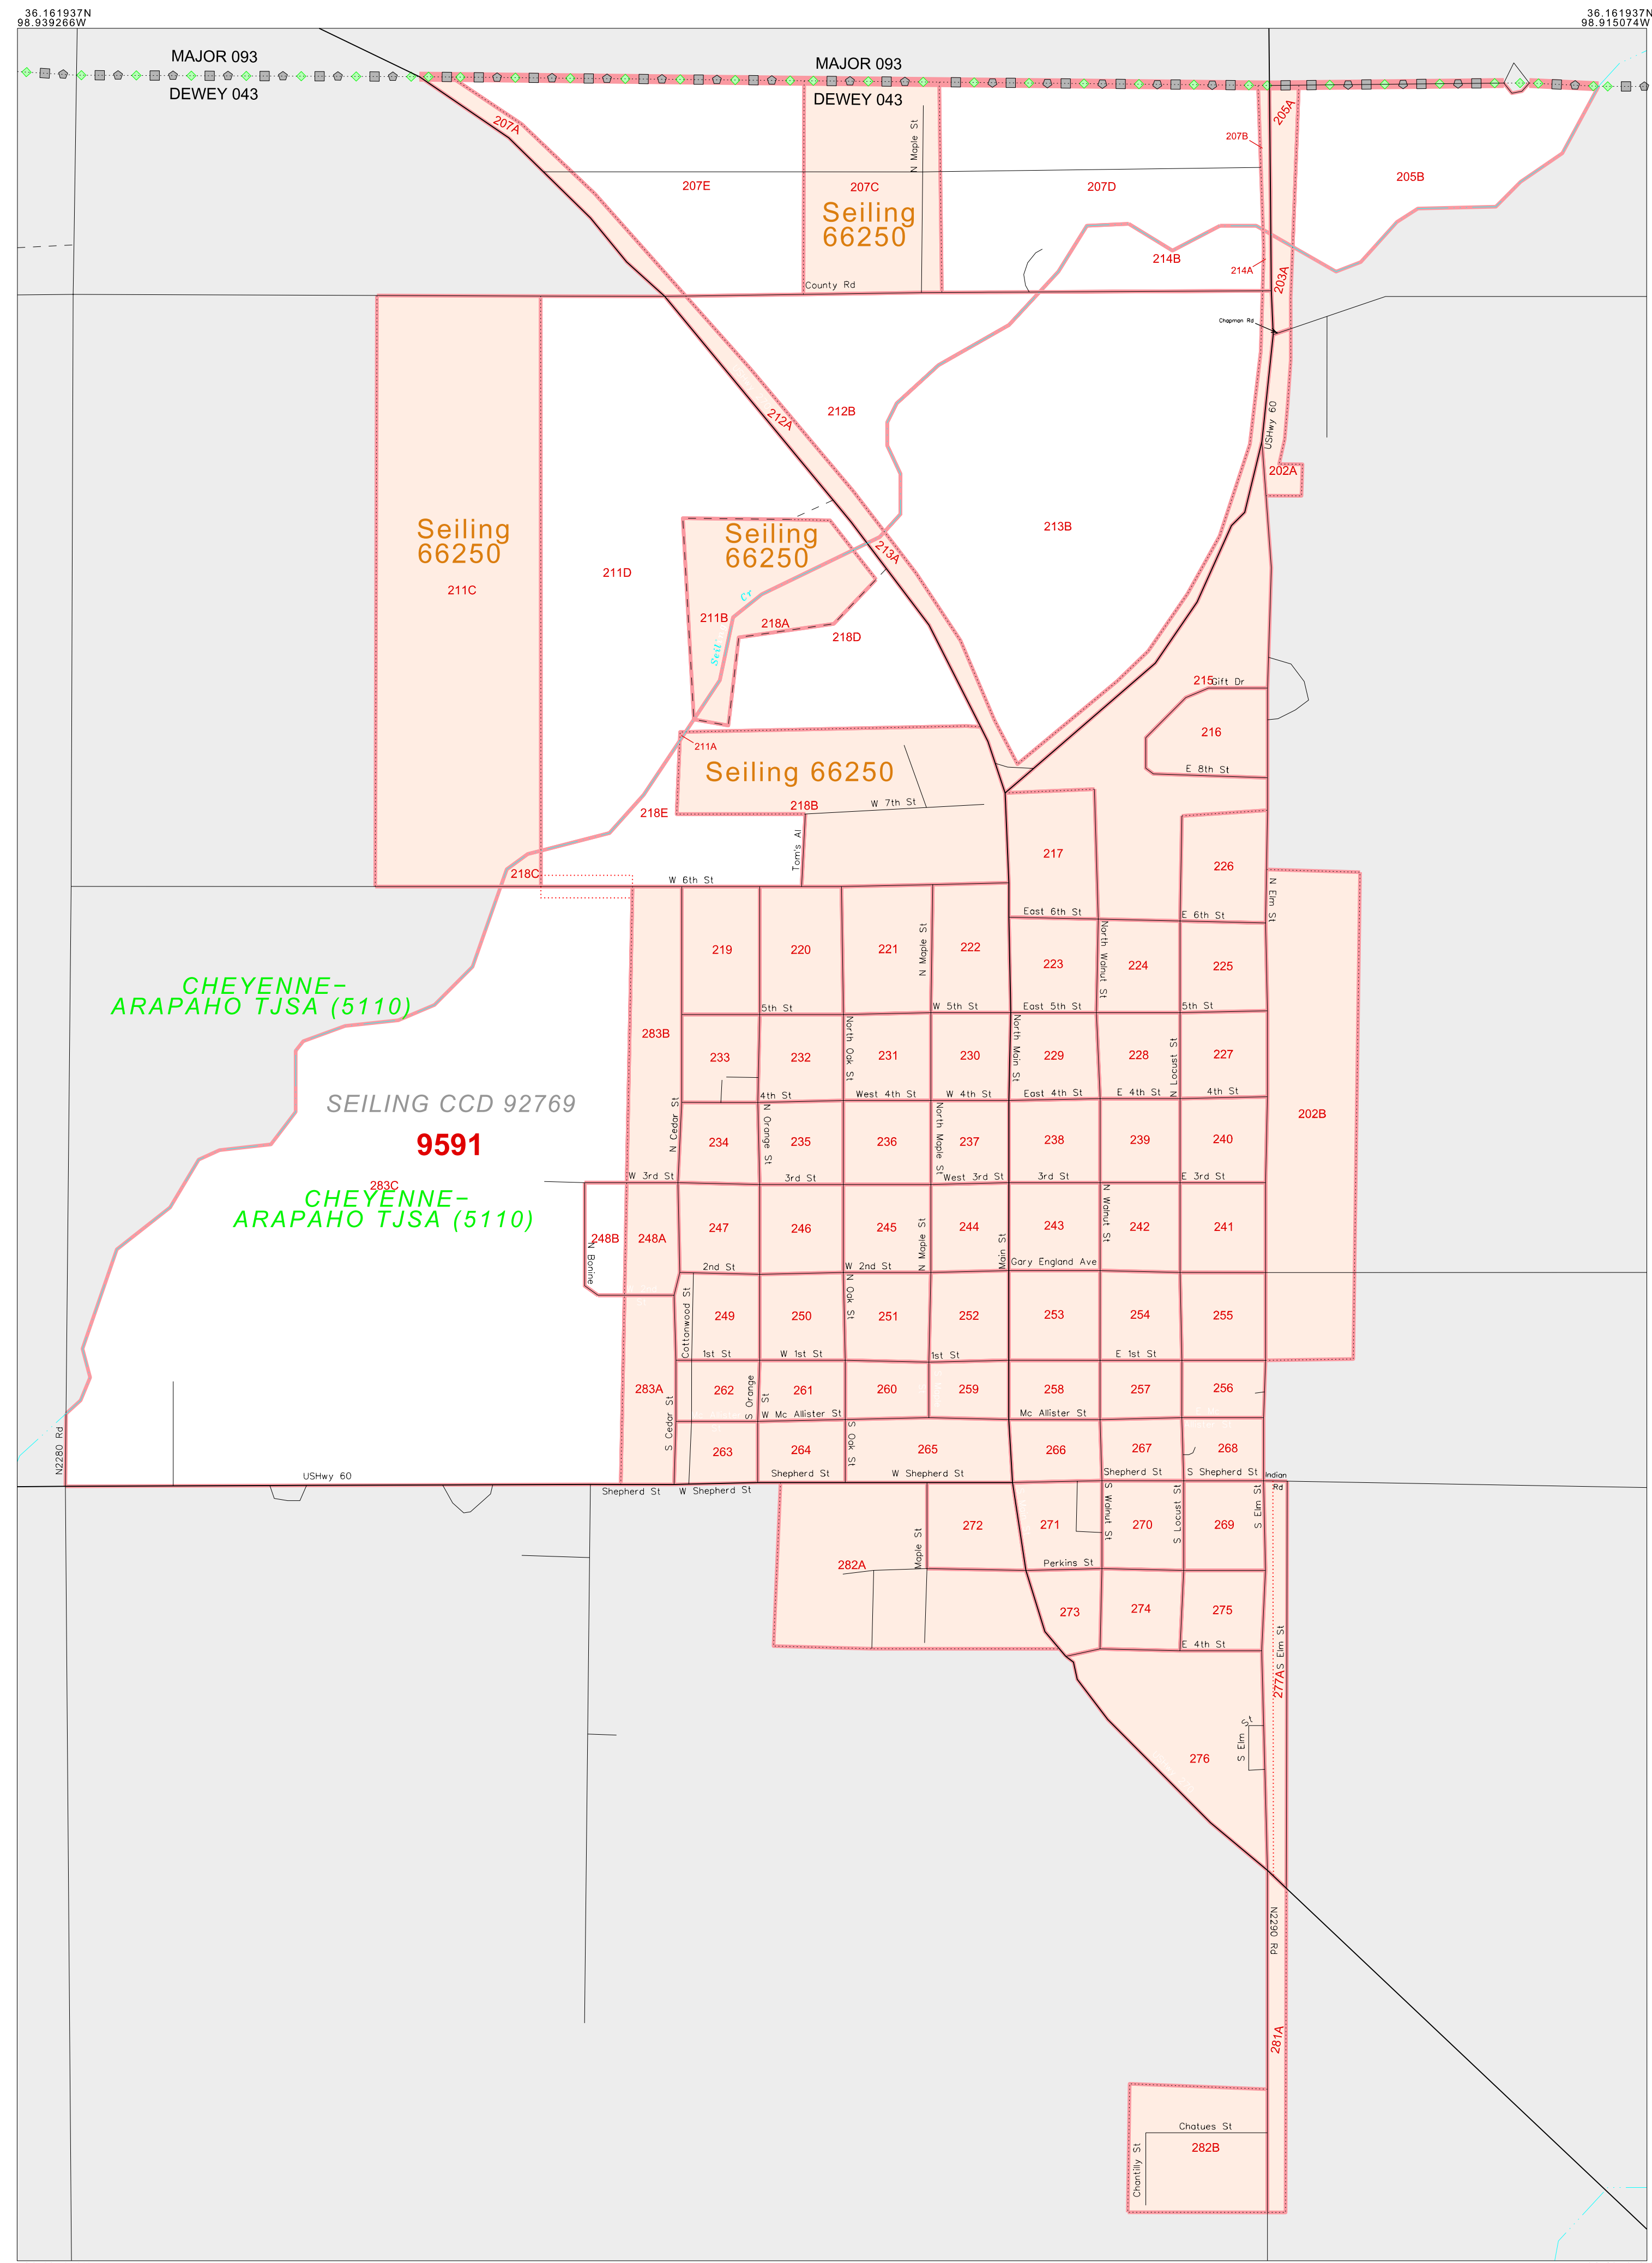 36.161937N
98.939266W
36.161937N
98.915074W
MAJOR 093
DEWEY 043
MAJOR 093
DEWEY 043
207A
207B
205A
N Maple St
207E
207C
207D
205B
Seiling
66250
214B
214A
203A
County Rd
Chapman Rd
212A
212B
USHwy 60
202A
Seiling
66250
211C
211D
Seiling
66250
213A
213B
Cr
211B
218A
218D
Seil
215
Gift Dr
216
211A
E 8th St
Seiling 66250
218E
218B
W 7th St
Tom's Al
217
226
218C
W 6th St
N Elm St
East 6th St
E 6th St
219
220
221
N Maple St
222
223
North Walnut St
224
225
5th St
W 5th St
East 5th St
5th St
CHEYENNE-
ARAPAHO TJSA (5110)
283B
233
232
North Oak St
231
230
North Main St
229
228
N Locust St
227
4th St
West 4th St
W 4th St
East 4th St
E 4th St
4th St
SEILING CCD 92769
9591
202B
N Cedar St
234
N Orange St
235
236
North Maple St
237
238
239
240
W 3rd St
3rd St
West 3rd St
3rd St
E 3rd St
283C
CHEYENNE-
ARAPAHO TJSA (5110)
248B
N Bonine
248A
247
246
245
N Maple St
244
Main St
243
N Walnut St
242
241
2nd St
W 2nd St
Gary England Ave
Cottonwood St
249
250
N Oak St
251
252
253
254
255
1st St
W 1st St
1st St
E 1st St
283A
S Cedar St
262
S Orange
St
261
260
259
258
257
256
W Mc Allister St
Mc Allister St
263
264
S Oak St
265
266
267
268
N2280 Rd
USHwy 60
Shepherd St
W Shepherd St
Shepherd St
S Shepherd St
Indian
Rd
Shepherd St
W Shepherd St
282A
Maple St
272
271
S Walnut St
270
S Locust St
269
S Elm St
Perkins St
273
274
275
E 4th St
S Elm St
277A
276
S Elm
St
N2290 Rd
281A
Chatues St
282B
Chantilly St